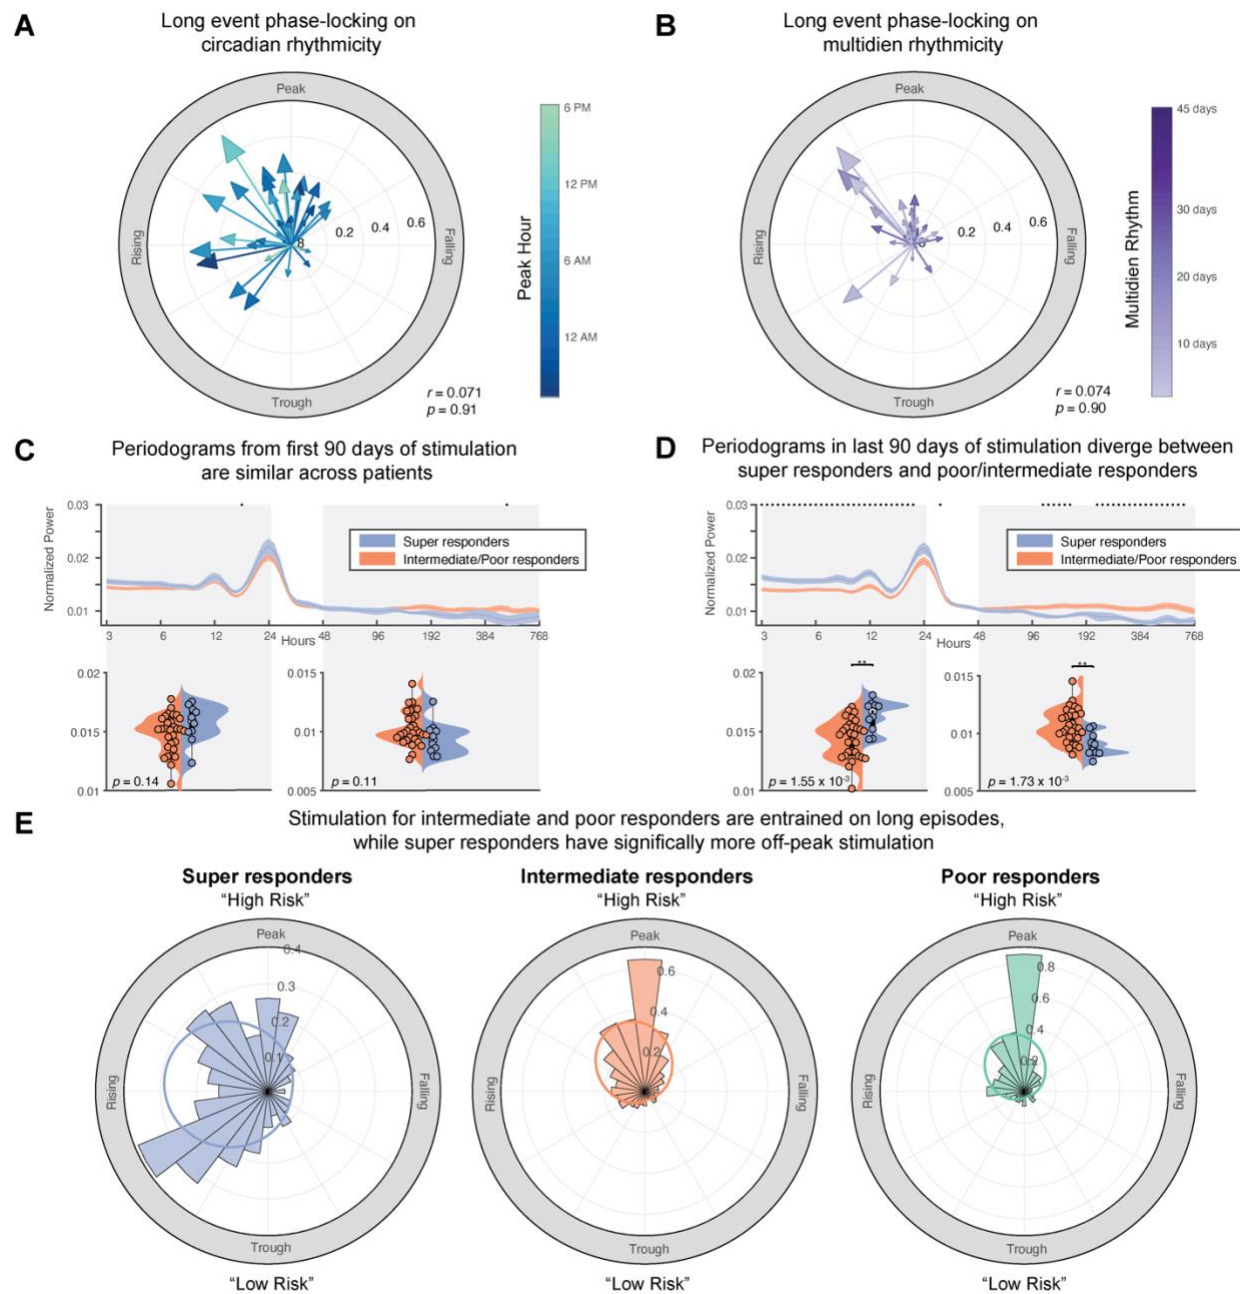 A
Long event phase-locking on
circadian rhythmicity
Peak
Rising
Falling
Trough
0.2
0.4
0.6
8
Peak Hour
6 PM
12 PM
6 AM
12 AM
r = 0.071
p = 0.91
B
Long event phase-locking on
multidien rhythmicity
Peak
Rising
Falling
Trough
0.2
0.4
0.6
Multidien Rhythm
45 days
30 days
20 days
10 days
r = 0.074
p = 0.90
C
Periodograms from first 90 days of stimulation
are similar across patients
Normalized Power
0.03
0.02
0.01
Super responders
Intermediate/Poor responders
3
6
12
24
48
96
192
384
768
Hours
0.02
0.015
0.01
p = 0.14
0.015
0.01
0.005
p = 0.11
D
Periodograms in last 90 days of stimulation diverge between
super responders and poor/intermediate responders
Normalized Power
0.03
0.02
0.01
Super responders
Intermediate/Poor responders
3
6
12
24
48
96
192
384
768
Hours
0.02
0.015
0.01
**
p = 1.55 x 10-3
0.015
0.01
0.005
**
p = 1.73 x 10-3
E
Stimulation for intermediate and poor responders are entrained on long episodes,
while super responders have significally more off-peak stimulation
Super responders
"High Risk"
Peak
Rising
Falling
Trough
0.4
0.3
0.2
0.1
"Low Risk"
Intermediate responders
"High Risk"
Peak
Rising
Falling
Trough
0.6
0.4
0.2
"Low Risk"
Poor responders
"High Risk"
Peak
Rising
Falling
Trough
0.8
0.6
0.4
0.2
"Low Risk"